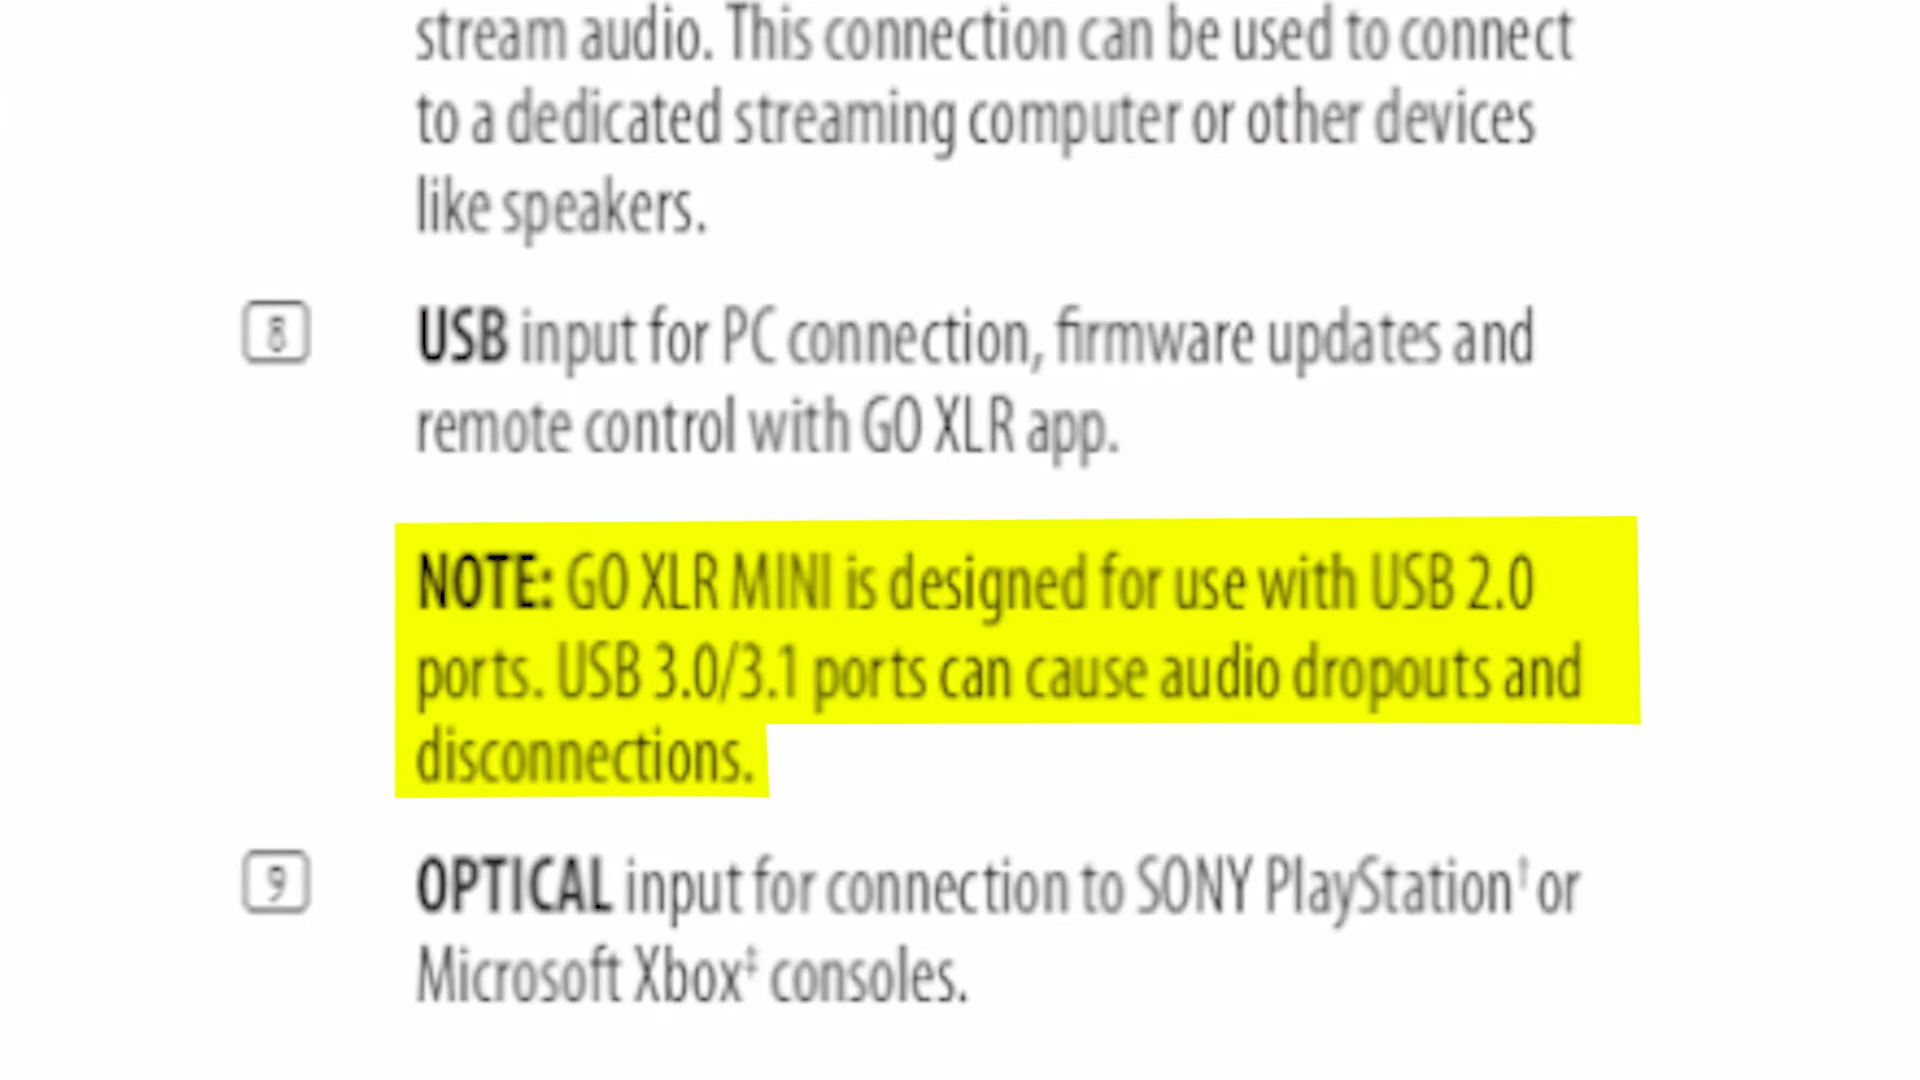 stream audio. This connection can be used to connect
to a dedicated streaming computer or other devices
like speakers.
8 USB input for PC connection, firmware updates and
remote control with GO XLR app.
NOTE: GO XLR MINI is designed for use with USB 2.0
ports. USB 3.0/3.1 ports can cause audio dropouts and
disconnections.
9 OPTICAL input for connection to SONY PlayStation† or
Microsoft Xbox‡ consoles.